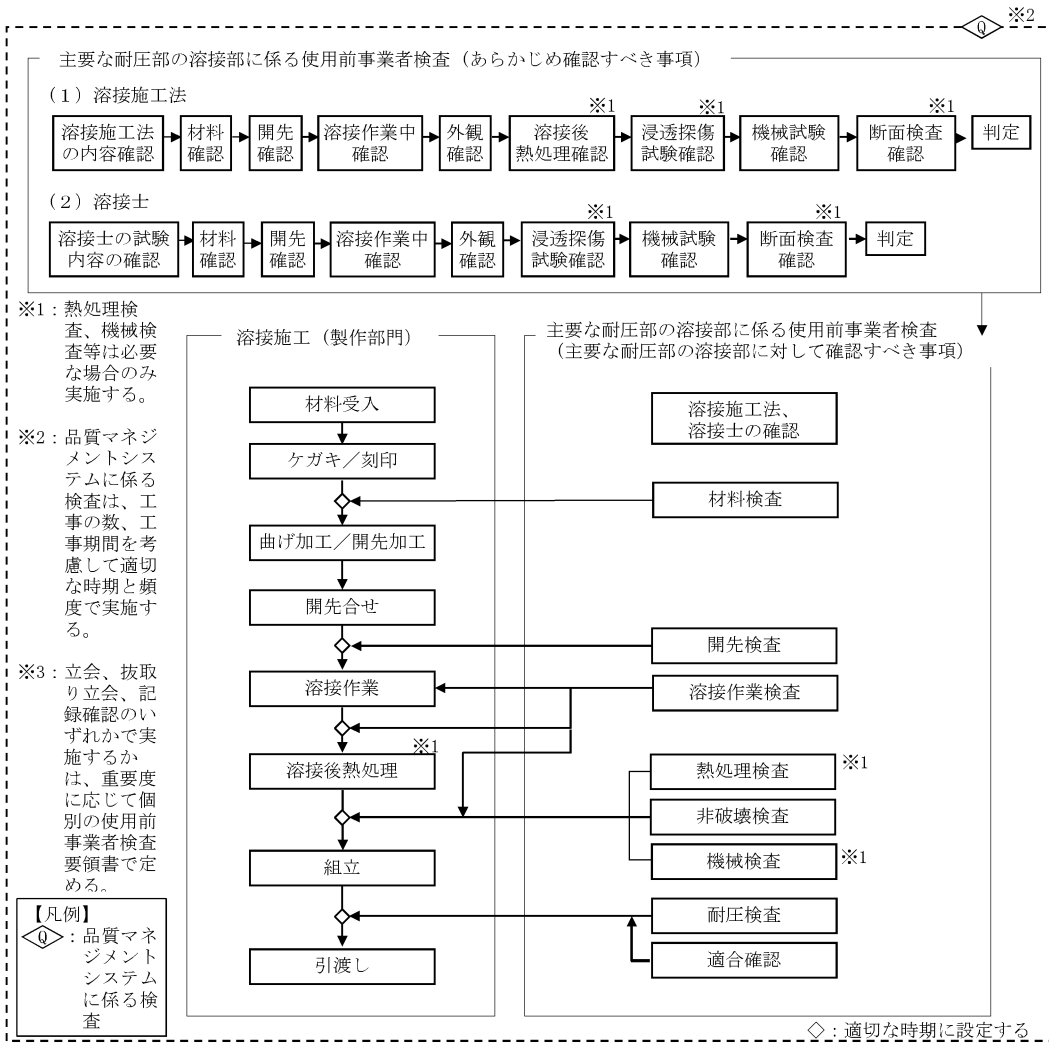 Q ※2
主要な耐圧部の溶接部に係る使用前事業者検査（あらかじめ確認すべき事項）
（1）溶接施工法
溶接施工法
の内容確認
材料
確認
開先
確認
溶接作業中
確認
外観
確認
※1
溶接後
熱処理確認
※1
浸透探傷
試験確認
機械試験
確認
※1
断面検査
確認
判定
（2）溶接士
溶接士の試験
内容の確認
材料
確認
開先
確認
溶接作業中
確認
外観
確認
※1
浸透探傷
試験確認
機械試験
確認
※1
断面検査
確認
判定
※1：熱処理検
査、機械検
査等は必要
な場合のみ
実施する。
※2：品質マネジ
メントシス
テムに係る
検査は、工
事の数、工
事期間を考
慮して適切
な時期と頻
度で実施す
る。
※3：立会、抜取
り立会、記
録確認のい
ずれかで実
施するか
は、重要度
に応じて個
別の使用前
事業者検査
要領書で定
める。
【凡例】
Q：品質マネ
ジメント
システム
に係る検
査
溶接施工（製作部門）
材料受入
ケガキ／刻印
曲げ加工／開先加工
開先合せ
溶接作業
※1
溶接後熱処理
組立
引渡し
主要な耐圧部の溶接部に係る使用前事業者検査
（主要な耐圧部の溶接部に対して確認すべき事項）
溶接施工法、
溶接士の確認
材料検査
開先検査
溶接作業検査
熱処理検査 ※1
非破壊検査
機械検査 ※1
耐圧検査
適合確認
◇：適切な時期に設定する